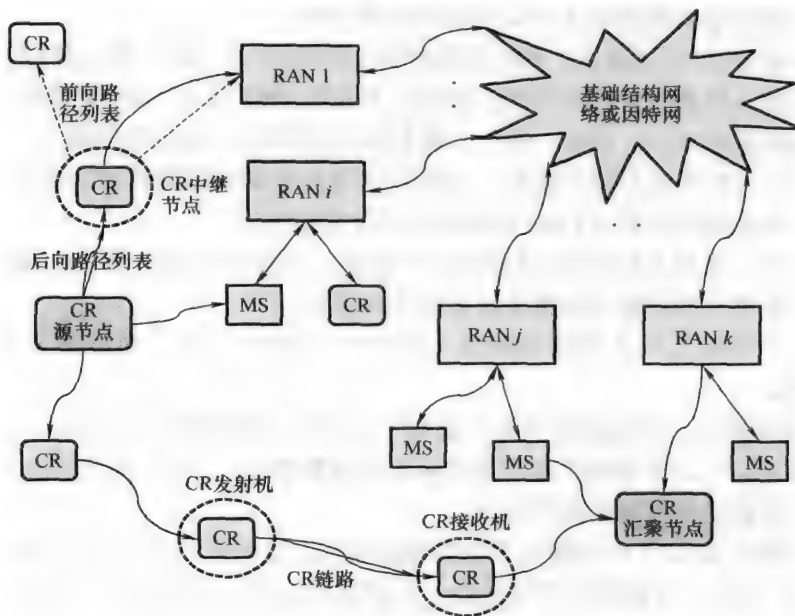 CR
RAN 1
前向路
径列表
基础结构网
络或因特网
CR
CR中继
节点
RAN i
后向路径列表
CR
源节点
MS
CR
RAN j
RAN k
CR
MS
MS
MS
CR发射机
CR
CR接收机
CR
汇聚节点
CR链路
CR